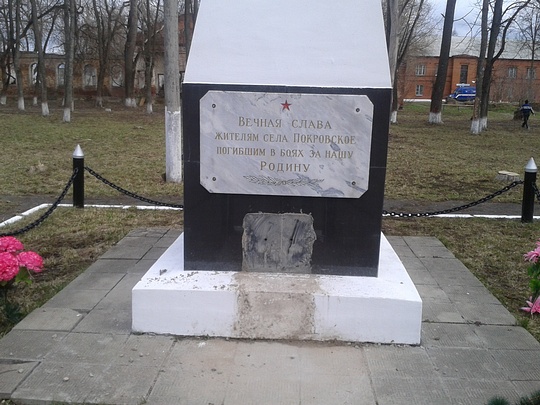 Вечная слава
жителям села Покровское
погибшим в боях за нашу
Родину